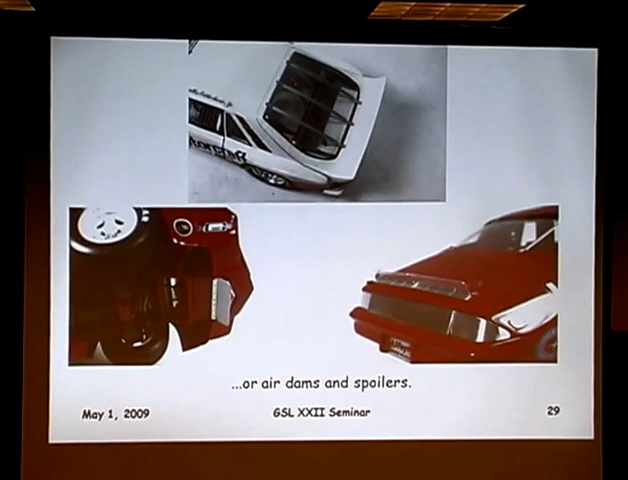 ...or air dams and spoilers.
May 1, 2009
GSL XXII Seminar
29